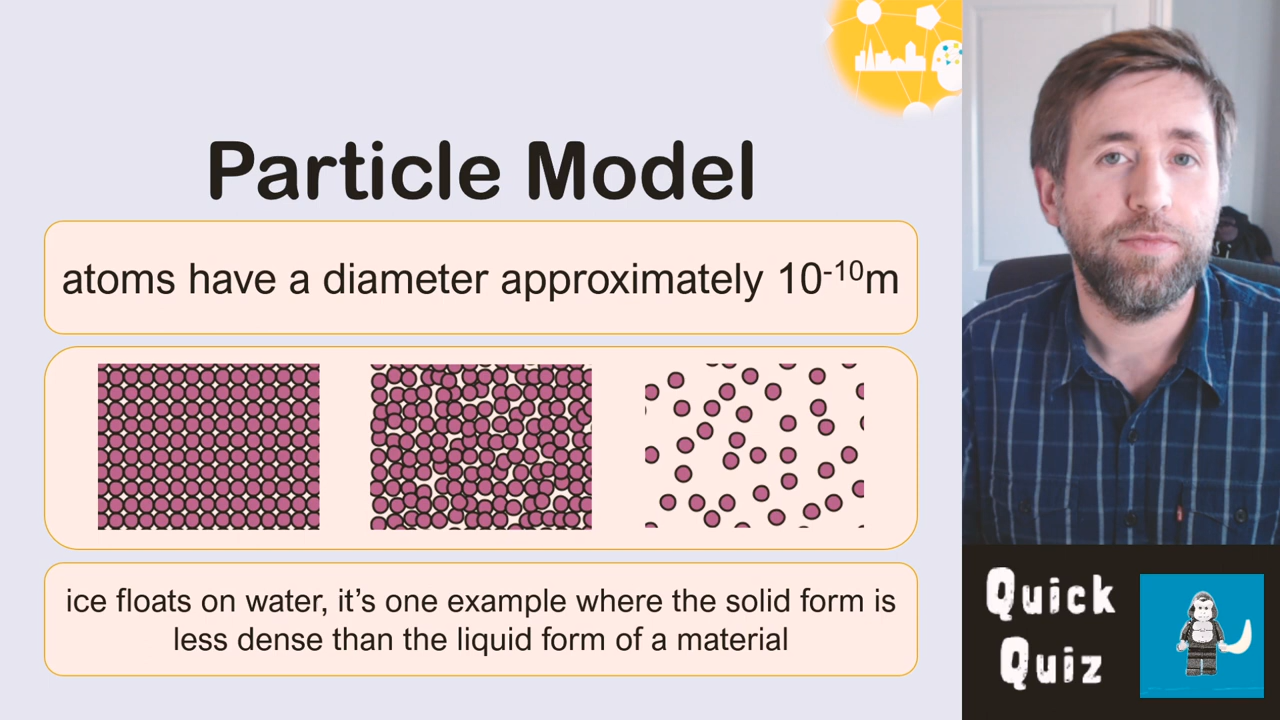 Particle Model
atoms have a diameter approximately 10⁻¹⁰m
ice floats on water, it’s one example where the solid form is
less dense than the liquid form of a material
Quick
Quiz